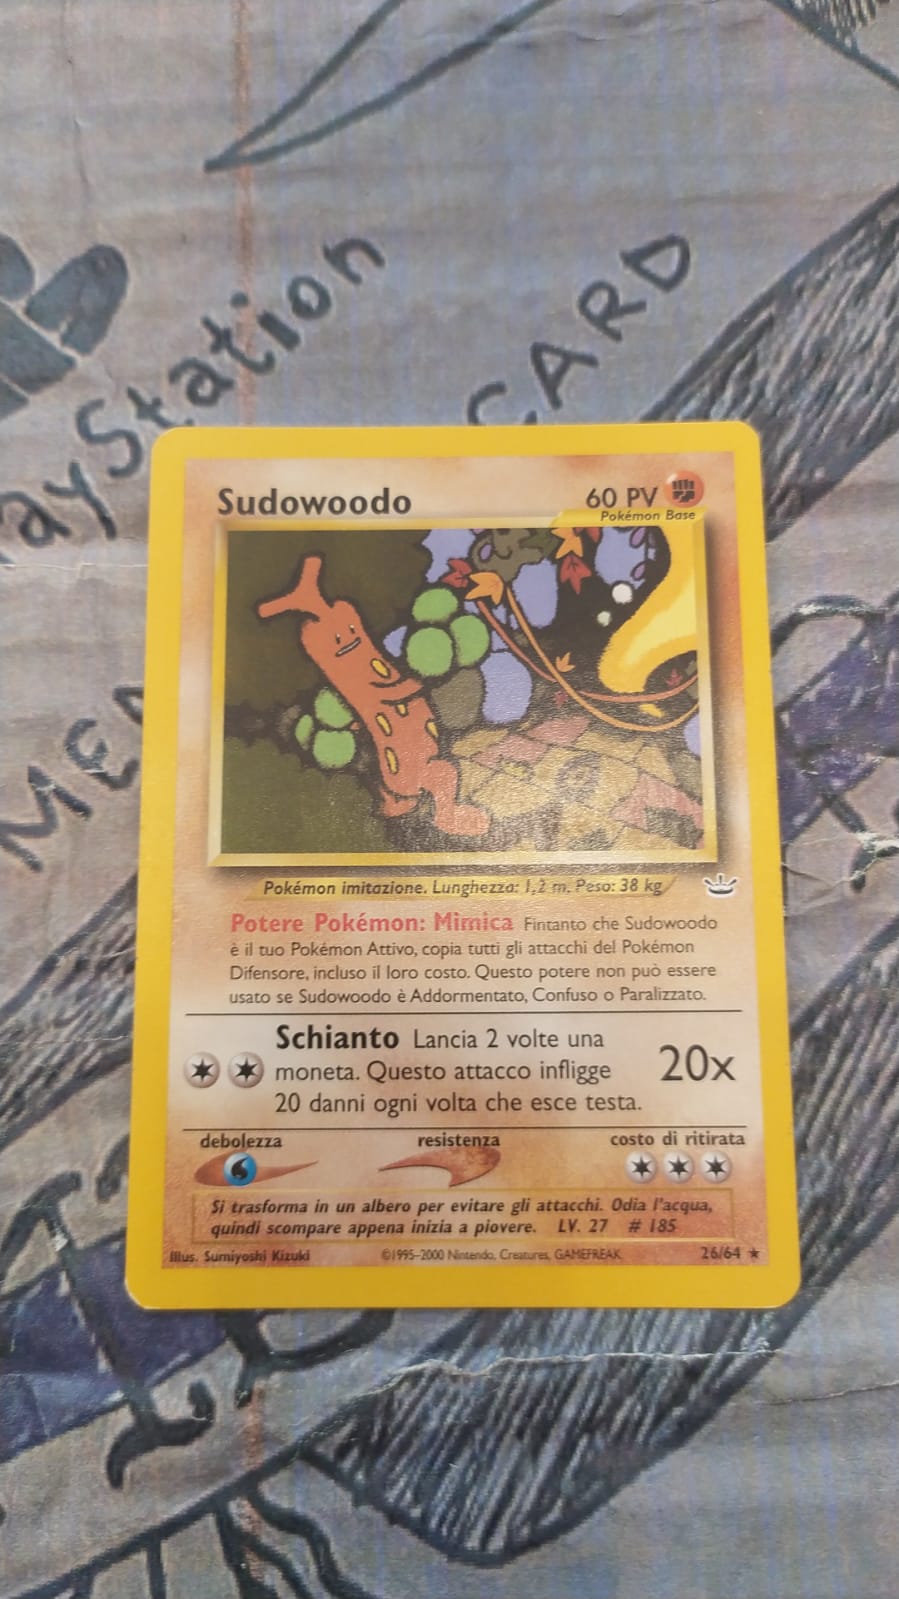 PlayStation
CARD
MEM
Sudowoodo
60 PV
Pokémon Base
Pokémon imitazione. Lunghezza: 1,2 m. Peso: 38 kg
Potere Pokémon: Mimica Fintanto che Sudowoodo
è il tuo Pokémon Attivo, copia tutti gli attacchi del Pokémon
Difensore, incluso il loro costo. Questo potere non può essere
usato se Sudowoodo è Addormentato, Confuso o Paralizzato.
Schianto Lancia 2 volte una
moneta. Questo attacco infligge
20 danni ogni volta che esce testa.
20x
debolezza
resistenza
costo di ritirata
Si trasforma in un albero per evitare gli attacchi. Odia l'acqua,
quindi scompare appena inizia a piovere. LV. 27 # 185
Illus. Sumiyoshi Kizuki
©1995-2000 Nintendo, Creatures, GAMEFREAK
26/64 ★